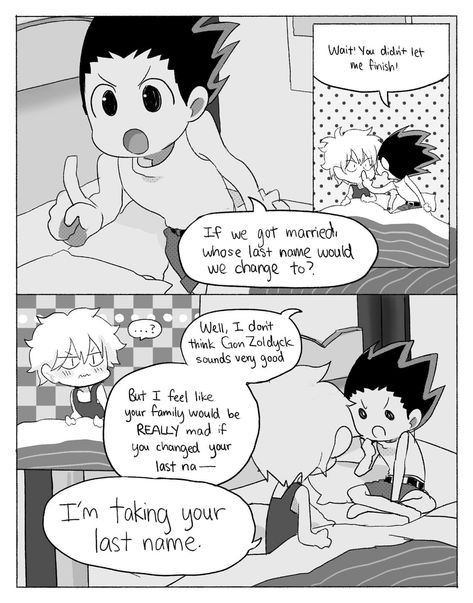 Wait! You didn't let
me finish!
If we got married,
whose last name would
we change to?
...?
Well, I don't
think Gon Zoldyck
sounds very good
But I feel like
your family would be
REALLY mad if
you changed your
last na—
I'm taking your
last name.